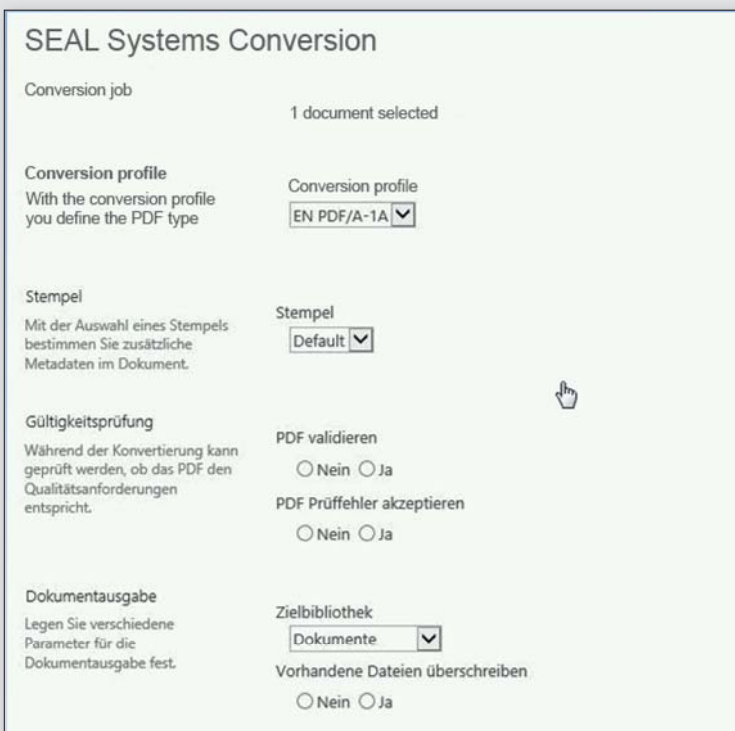 SEAL Systems Conversion
Conversion job
1 document selected
Conversion profile
With the conversion profile
you define the PDF type
Conversion profile
EN PDF/A-1A
Stempel
Mit der Auswahl eines Stempels
bestimmen Sie zusätzliche
Metadaten im Dokument.
Stempel
Default
Gültigkeitsprüfung
Während der Konvertierung kann
geprüft werden, ob das PDF den
Qualitätsanforderungen
entspricht.
PDF validieren
Nein Ja
PDF Prüffehler akzeptieren
Nein Ja
Dokumentausgabe
Legen Sie verschiedene
Parameter für die
Dokumentausgabe fest.
Zielbibliothek
Dokumente
Vorhandene Dateien überschreiben
Nein Ja